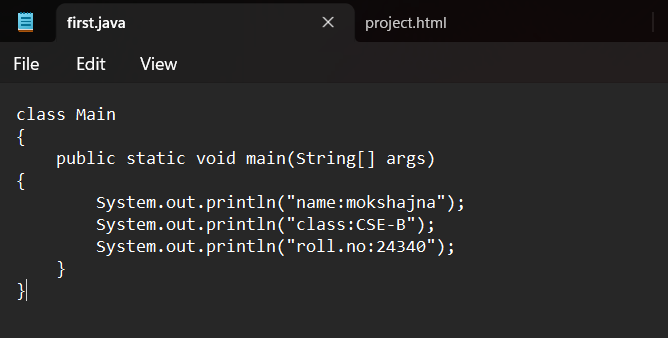 first.java project.html
File Edit View
class Main
{
    public static void main(String[] args)
{
        System.out.println("name:mokshajna");
        System.out.println("class:CSE-B");
        System.out.println("roll.no:24340");
    }
}